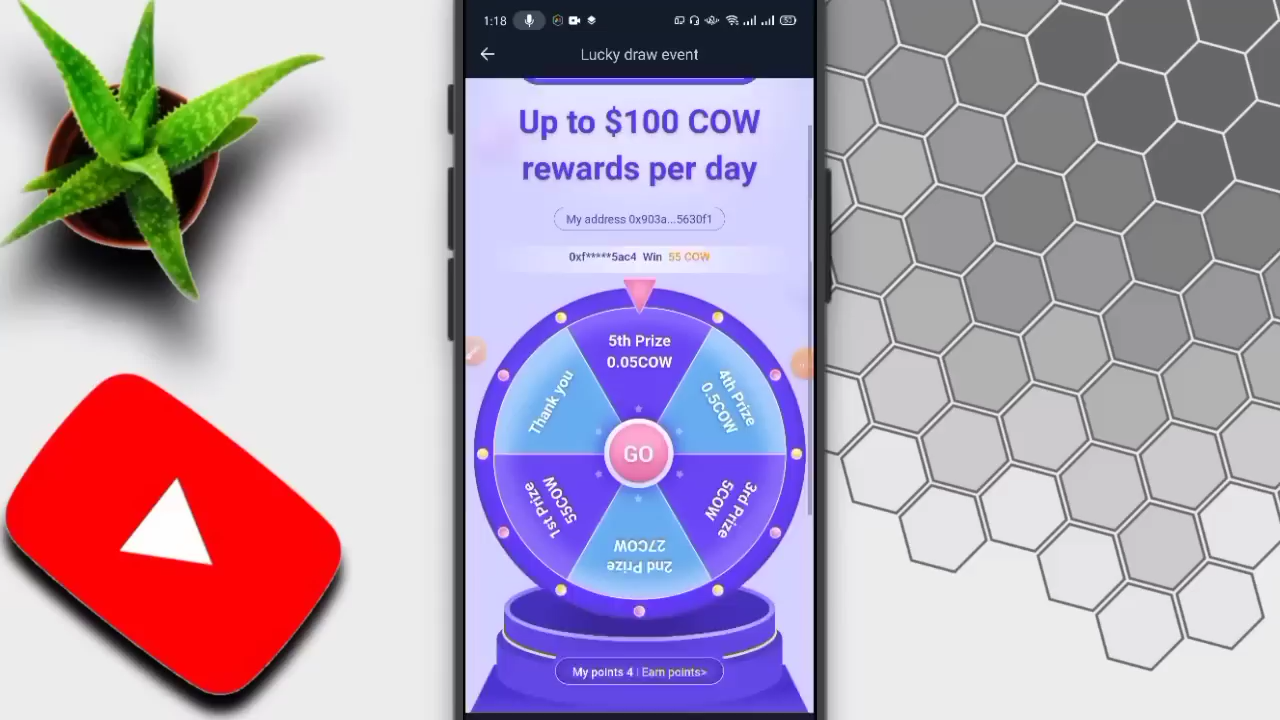 1:18
Lucky draw event
Up to $100 COW
rewards per day
My address 0x903a...5630f1
0xf*****5ac4 Win 55 COW
5th Prize
0.05COW
4th Prize
0.5COW
3rd Prize
5COW
2nd Prize
27COW
1st Prize
55COW
Thank you
GO
My points 4 | Earn points>